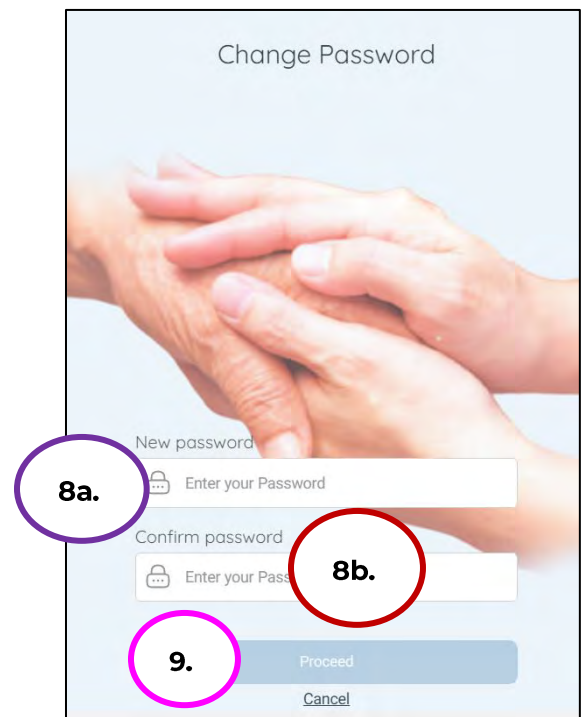 Change Password
New password
8a.
Enter your Password
Confirm password
Enter your Pass
8b.
9.
Proceed
Cancel